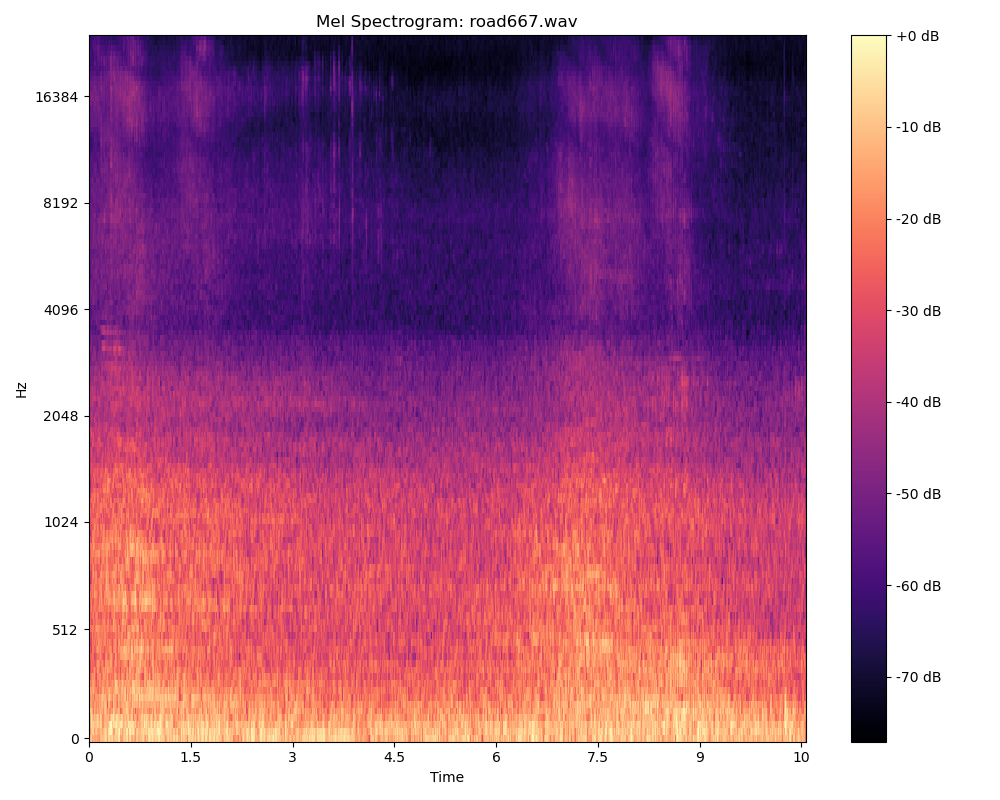 Mel Spectrogram: road667.wav
Hz
16384
8192
4096
2048
1024
512
0
0 1.5 3 4.5 6 7.5 9 10
Time
+0 dB
-10 dB
-20 dB
-30 dB
-40 dB
-50 dB
-60 dB
-70 dB